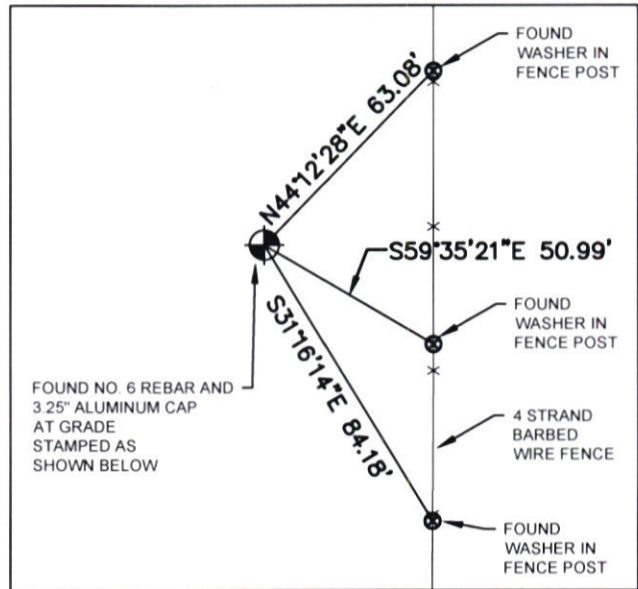 FOUND
WASHER IN
FENCE POST
N44°12'28"E 63.08'
S59°35'21"E 50.99'
FOUND
WASHER IN
FENCE POST
S31°16'14"E 84.18'
FOUND NO. 6 REBAR AND
3.25" ALUMINUM CAP
AT GRADE
STAMPED AS
SHOWN BELOW
4 STRAND
BARBED
WIRE FENCE
FOUND
WASHER IN
FENCE POST